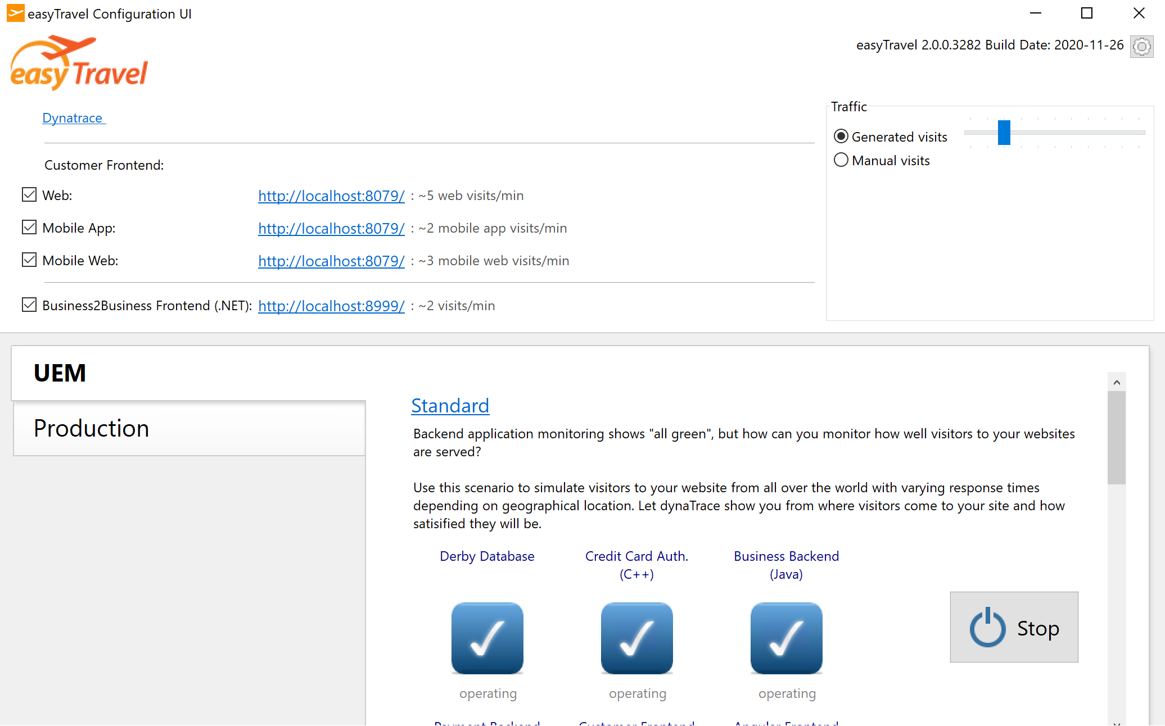 easyTravel Configuration UI
easyTravel 2.0.0.3282 Build Date: 2020-11-26
easy Travel
Dynatrace
Traffic
Generated visits
Manual visits
Customer Frontend:
Web: http://localhost:8079/ : ~5 web visits/min
Mobile App: http://localhost:8079/ : ~2 mobile app visits/min
Mobile Web: http://localhost:8079/ : ~3 mobile web visits/min
Business2Business Frontend (.NET): http://localhost:8999/ : ~2 visits/min
UEM
Production
Standard
Backend application monitoring shows "all green", but how can you monitor how well visitors to your websites
are served?
Use this scenario to simulate visitors to your website from all over the world with varying response times
depending on geographical location. Let dynaTrace show you from where visitors come to your site and how
satisified they will be.
Derby Database
Credit Card Auth.
(C++)
Business Backend
(Java)
operating
operating
operating
Stop
Payment Backend
Customer Frontend
Angular Frontend